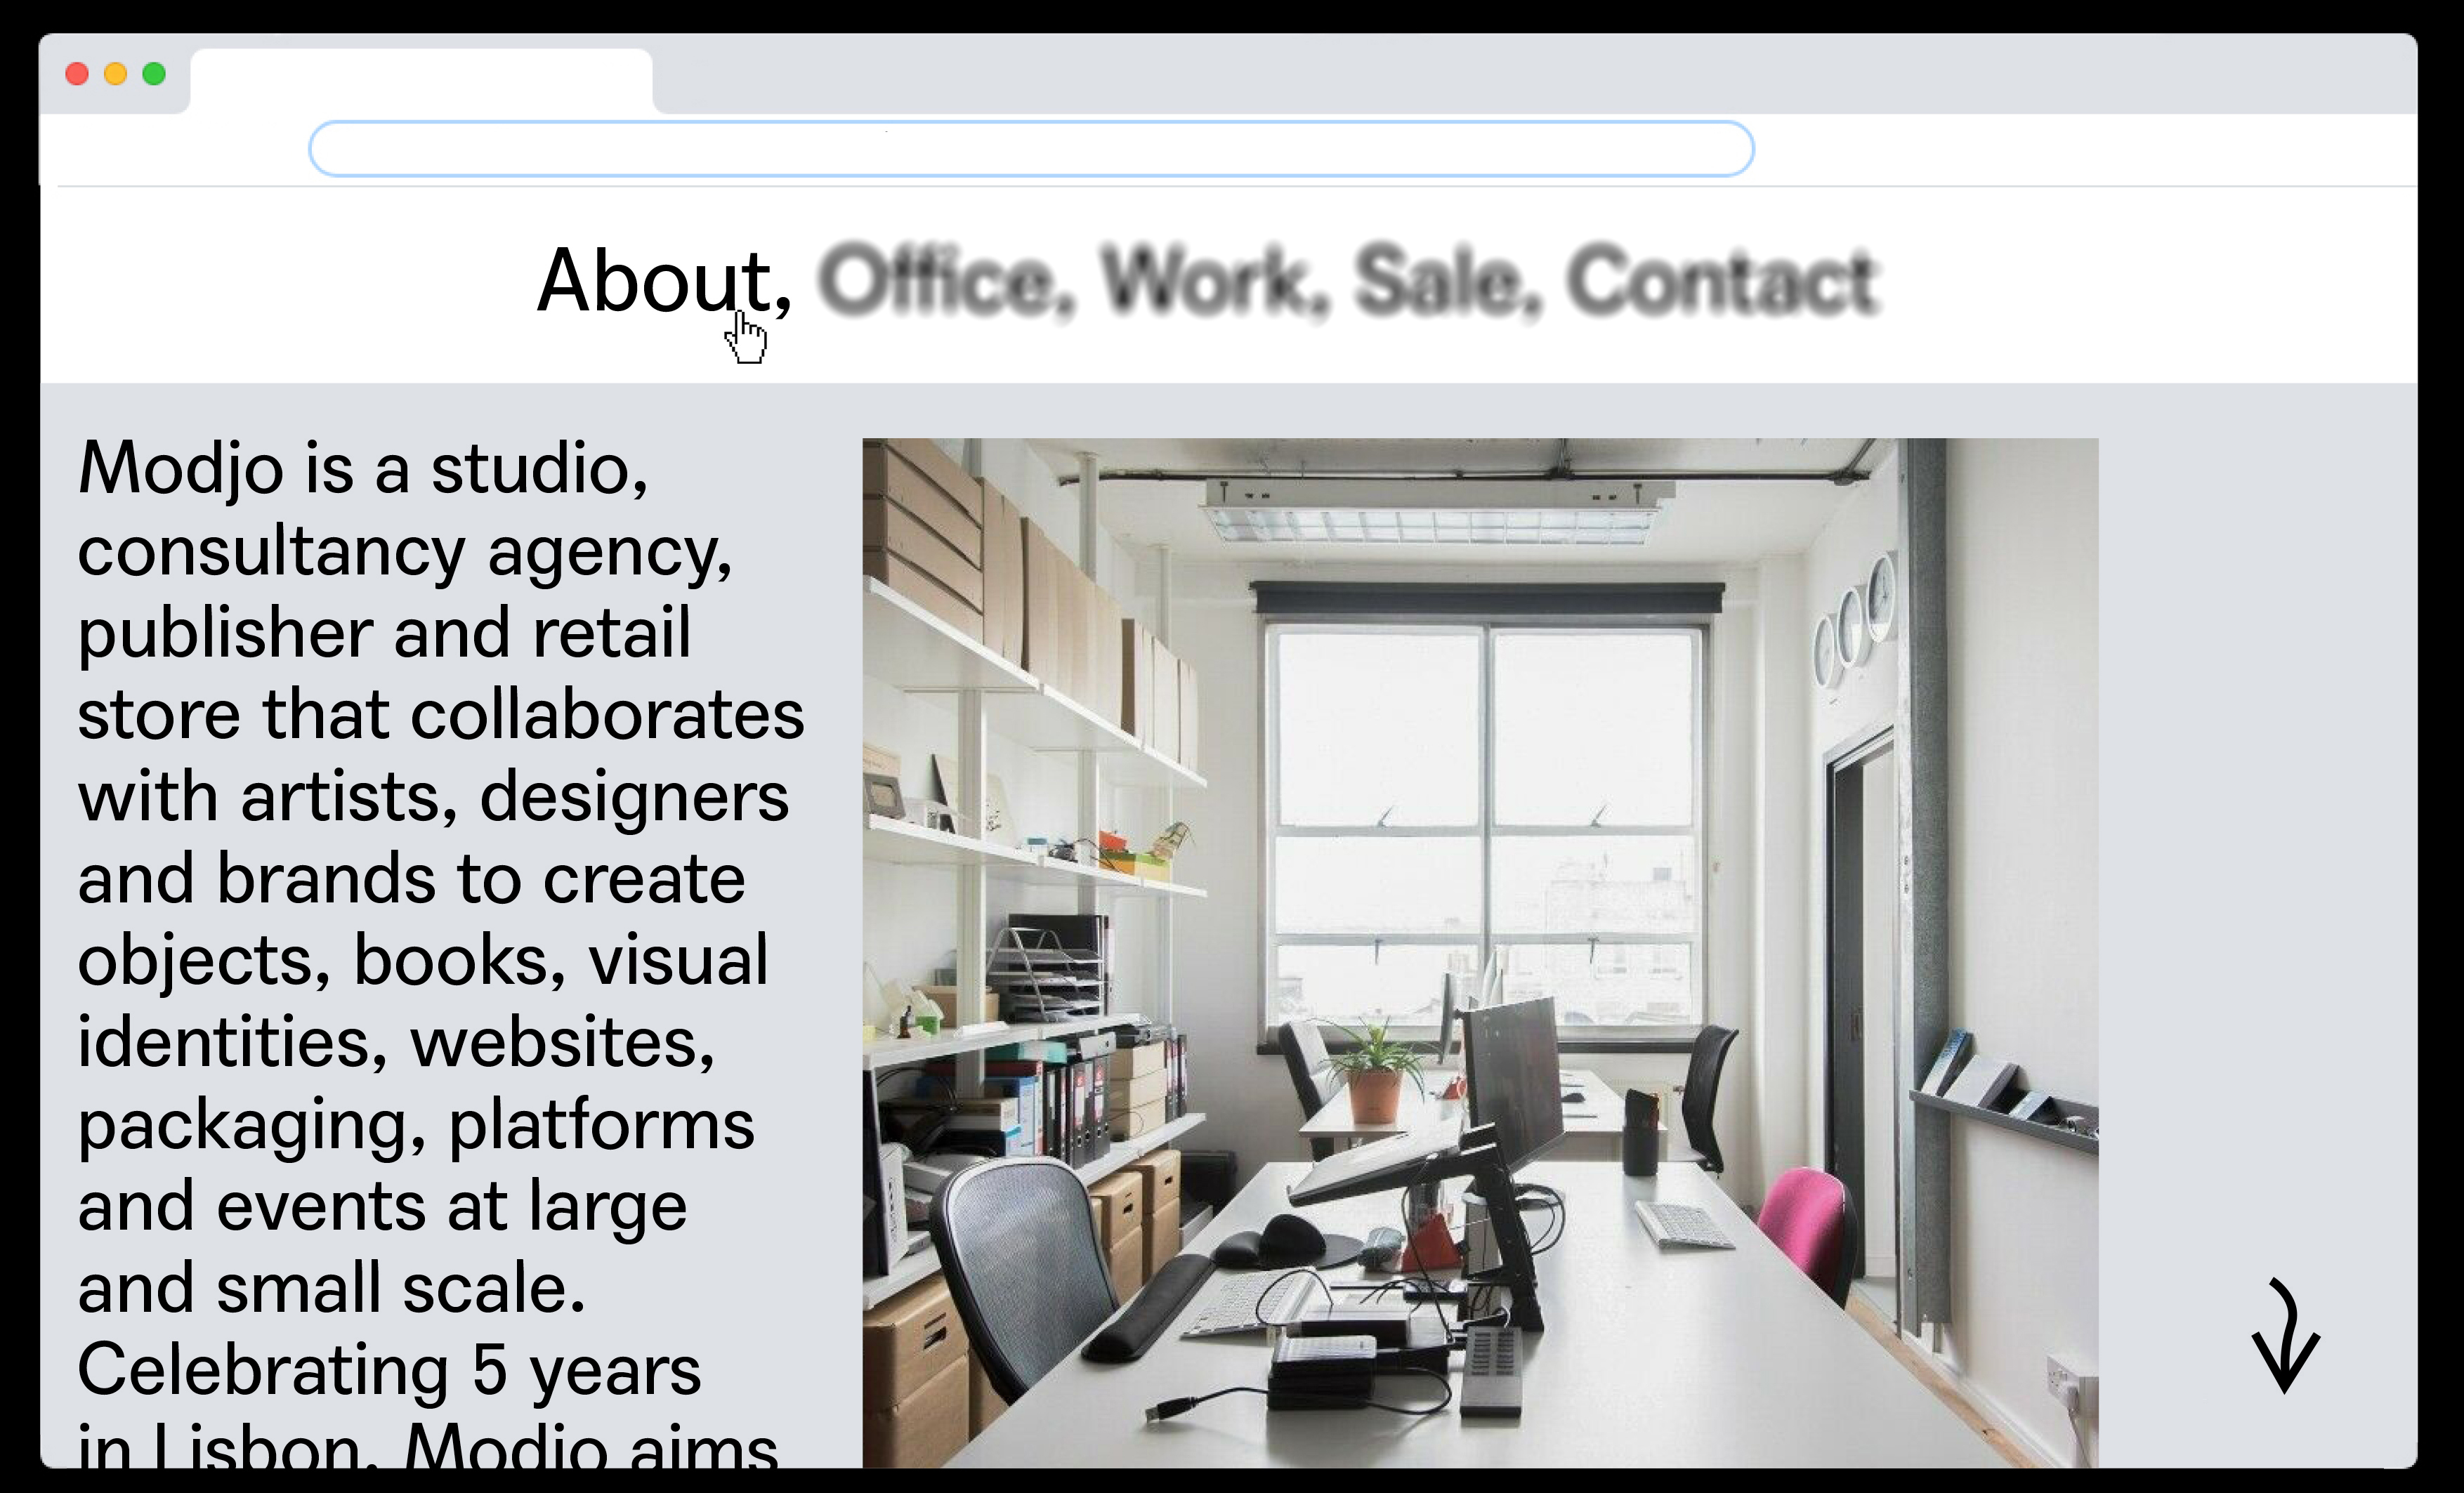 About, Office, Work, Sale, Contact
Modjo is a studio,
consultancy agency,
publisher and retail
store that collaborates
with artists, designers
and brands to create
objects, books, visual
identities, websites,
packaging, platforms
and events at large
and small scale.
Celebrating 5 years
in Lisbon, Modjo aims